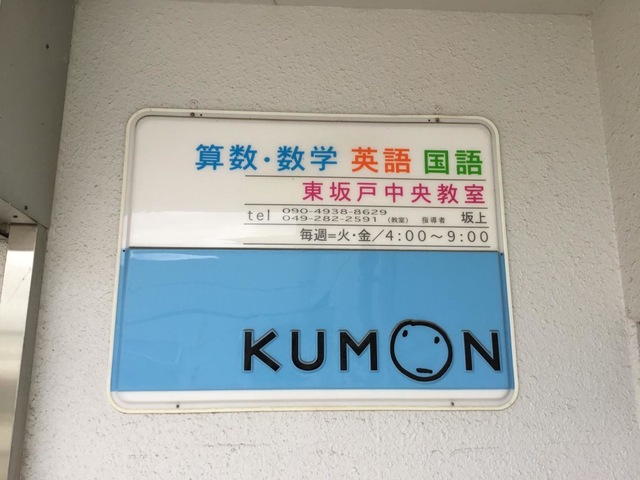 算数・数学 英語 国語
東坂戸中央教室
tel 090-4938-8629
049-282-2591 (教室) 指導者 坂上
毎週=火・金/4:00〜9:00
KUMON